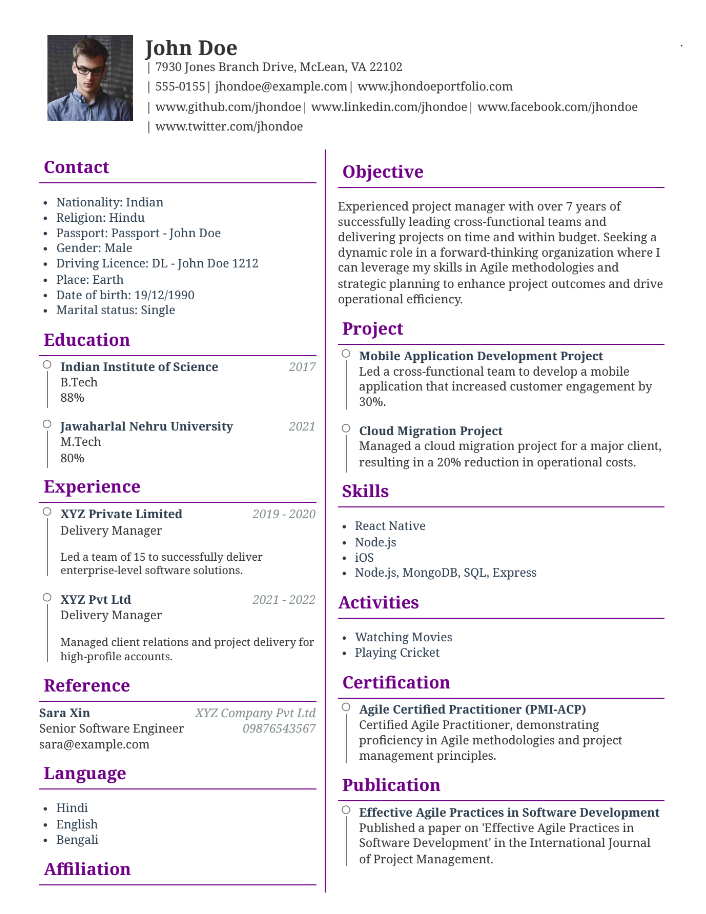 John Doe
| 7930 Jones Branch Drive, McLean, VA 22102
| 555-0155| jhondoe@example.com| www.jhondoeportfolio.com
| www.github.com/jhondoe| www.linkedin.com/jhondoe| www.facebook.com/jhondoe
| www.twitter.com/jhondoe
.
Contact
• Nationality: Indian
• Religion: Hindu
• Passport: Passport - John Doe
• Gender: Male
• Driving Licence: DL - John Doe 1212
• Place: Earth
• Date of birth: 19/12/1990
• Marital status: Single
Education
Indian Institute of Science 2017
B.Tech
88%
Jawaharlal Nehru University 2021
M.Tech
80%
Experience
XYZ Private Limited 2019 - 2020
Delivery Manager
Led a team of 15 to successfully deliver
enterprise-level software solutions.
XYZ Pvt Ltd 2021 - 2022
Delivery Manager
Managed client relations and project delivery for
high-profile accounts.
Reference
Sara Xin XYZ Company Pvt Ltd
Senior Software Engineer 09876543567
sara@example.com
Language
• Hindi
• English
• Bengali
Affiliation
Objective
Experienced project manager with over 7 years of
successfully leading cross-functional teams and
delivering projects on time and within budget. Seeking a
dynamic role in a forward-thinking organization where I
can leverage my skills in Agile methodologies and
strategic planning to enhance project outcomes and drive
operational efficiency.
Project
Mobile Application Development Project
Led a cross-functional team to develop a mobile
application that increased customer engagement by
30%.
Cloud Migration Project
Managed a cloud migration project for a major client,
resulting in a 20% reduction in operational costs.
Skills
• React Native
• Node.js
• iOS
• Node.js, MongoDB, SQL, Express
Activities
• Watching Movies
• Playing Cricket
Certification
Agile Certified Practitioner (PMI-ACP)
Certified Agile Practitioner, demonstrating
proficiency in Agile methodologies and project
management principles.
Publication
Effective Agile Practices in Software Development
Published a paper on 'Effective Agile Practices in
Software Development' in the International Journal
of Project Management.